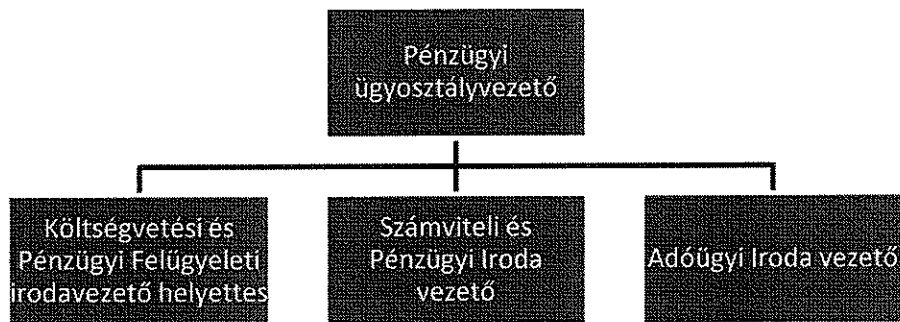 Pénzügyi
ügyosztályvezető
Költségvetési és
Pénzügyi Felügyeleti
irodavezető helyettes
Számviteli és
Pénzügyi Iroda
vezető
Adóügyi Iroda vezető